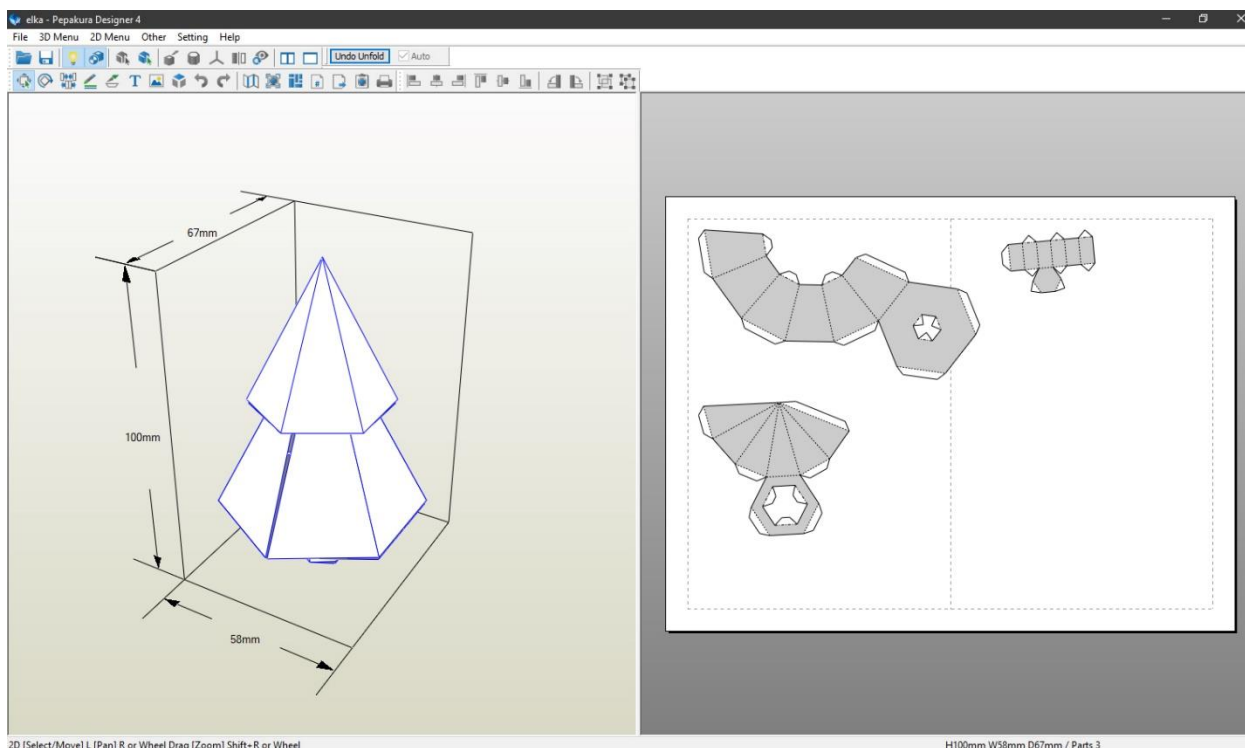 elka - Pepakura Designer 4
File 3D Menu 2D Menu Other Setting Help
Undo Unfold Auto
67mm
100mm
58mm
2D [Select/Move] L [Pan] R or Wheel Drag [Zoom] Shift+R or Wheel
H100mm W58mm D67mm / Parts 3